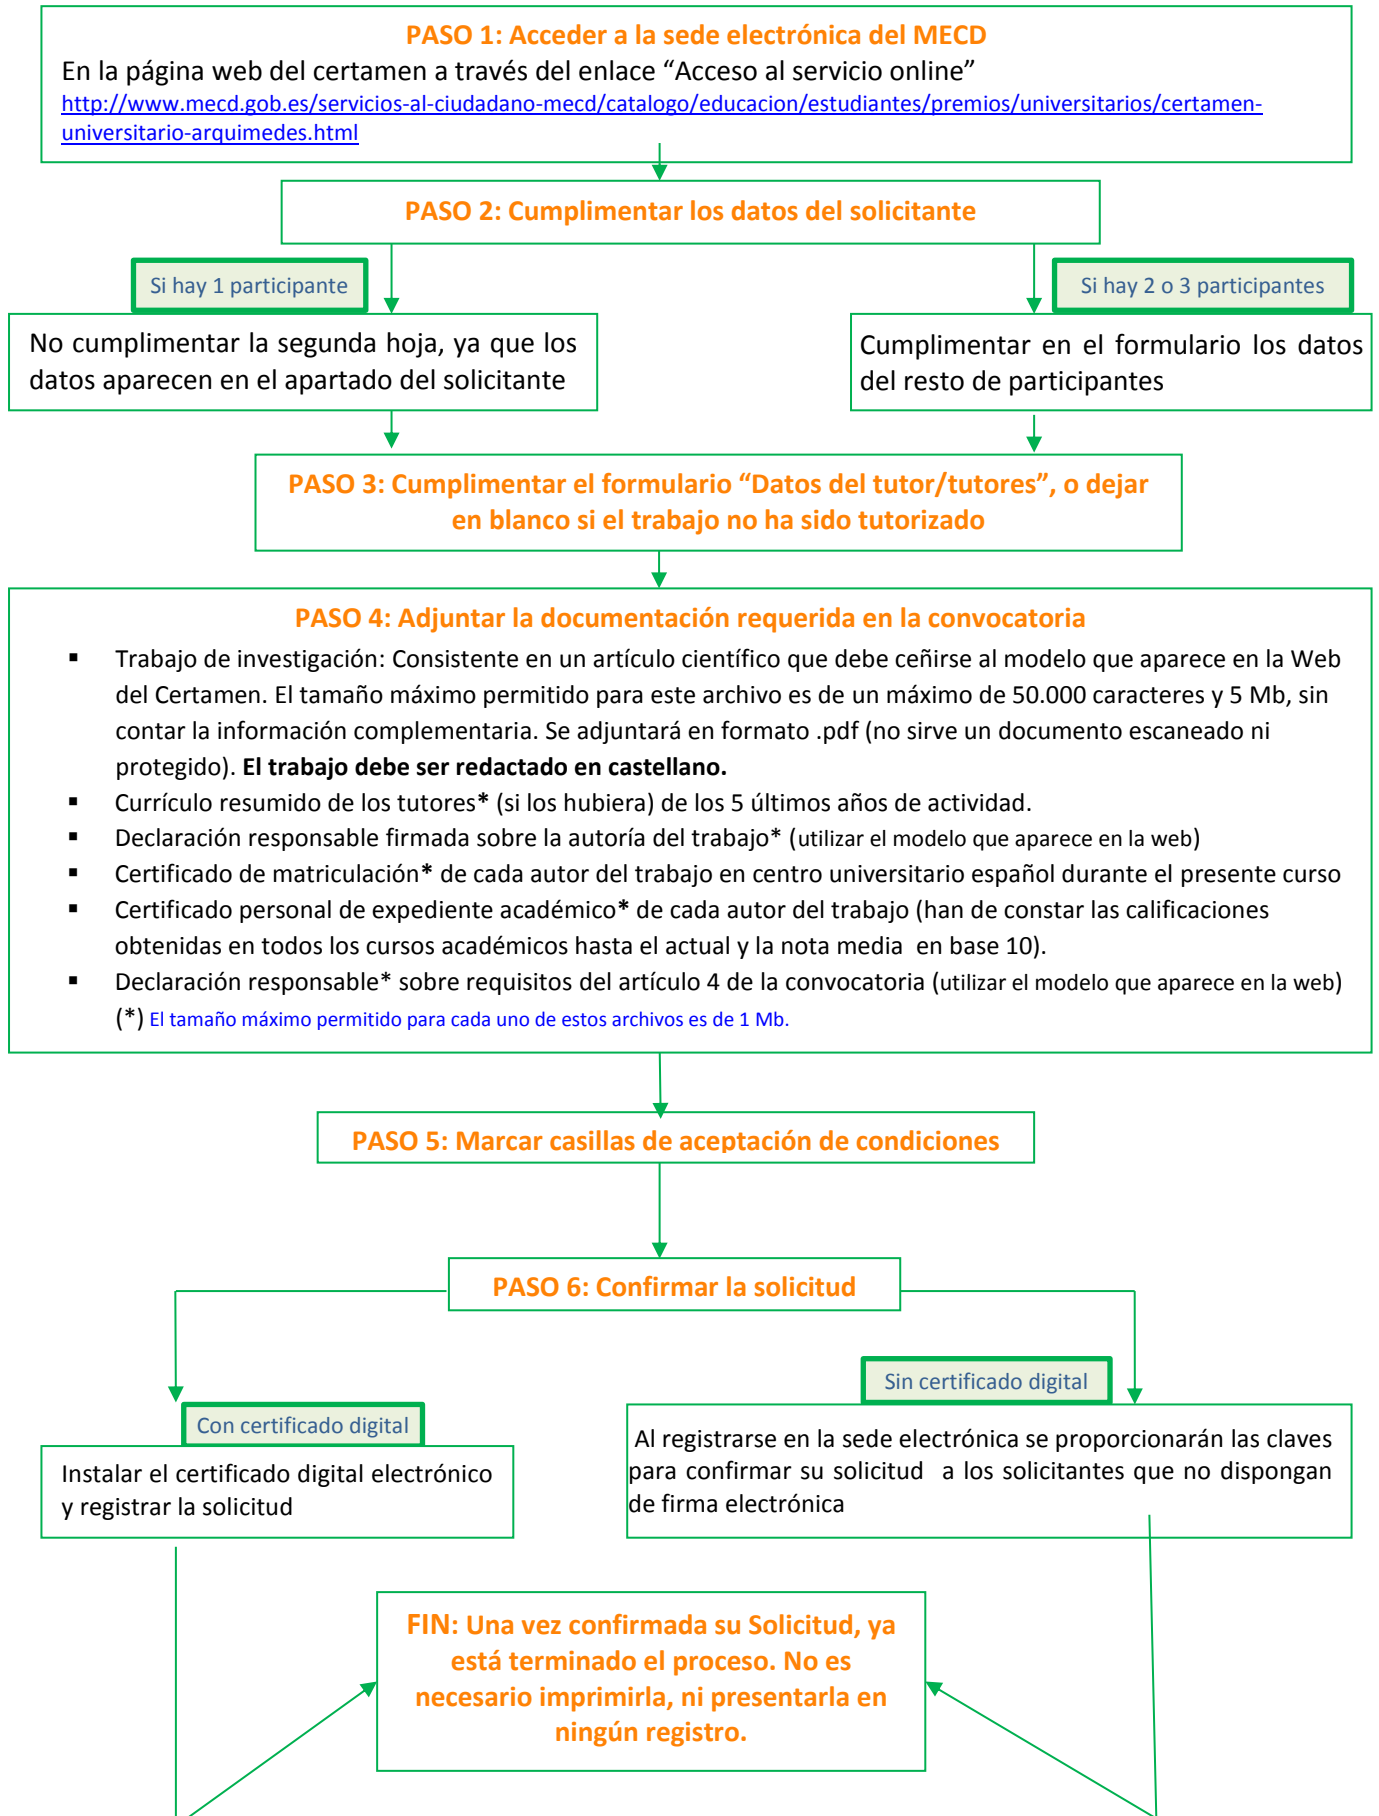 PASO 1: Acceder a la sede electrónica del MECD
En la página web del certamen a través del enlace “Acceso al servicio online”
http://www.mecd.gob.es/servicios-al-ciudadano-mecd/catalogo/educacion/estudiantes/premios/universitarios/certamen-
universitario-arquimedes.html
PASO 2: Cumplimentar los datos del solicitante
Si hay 1 participante
Si hay 2 o 3 participantes
No cumplimentar la segunda hoja, ya que los
datos aparecen en el apartado del solicitante
Cumplimentar en el formulario los datos
del resto de participantes
PASO 3: Cumplimentar el formulario “Datos del tutor/tutores”, o dejar
en blanco si el trabajo no ha sido tutorizado
PASO 4: Adjuntar la documentación requerida en la convocatoria
▪ Trabajo de investigación: Consistente en un artículo científico que debe ceñirse al modelo que aparece en la Web
del Certamen. El tamaño máximo permitido para este archivo es de un máximo de 50.000 caracteres y 5 Mb, sin
contar la información complementaria. Se adjuntará en formato .pdf (no sirve un documento escaneado ni
protegido). El trabajo debe ser redactado en castellano.
▪ Currículo resumido de los tutores* (si los hubiera) de los 5 últimos años de actividad.
▪ Declaración responsable firmada sobre la autoría del trabajo* (utilizar el modelo que aparece en la web)
▪ Certificado de matriculación* de cada autor del trabajo en centro universitario español durante el presente curso
▪ Certificado personal de expediente académico* de cada autor del trabajo (han de constar las calificaciones
obtenidas en todos los cursos académicos hasta el actual y la nota media en base 10).
▪ Declaración responsable* sobre requisitos del artículo 4 de la convocatoria (utilizar el modelo que aparece en la web)
(*) El tamaño máximo permitido para cada uno de estos archivos es de 1 Mb.
PASO 5: Marcar casillas de aceptación de condiciones
PASO 6: Confirmar la solicitud
Sin certificado digital
Con certificado digital
Instalar el certificado digital electrónico
y registrar la solicitud
Al registrarse en la sede electrónica se proporcionarán las claves
para confirmar su solicitud a los solicitantes que no dispongan
de firma electrónica
FIN: Una vez confirmada su Solicitud, ya
está terminado el proceso. No es
necesario imprimirla, ni presentarla en
ningún registro.